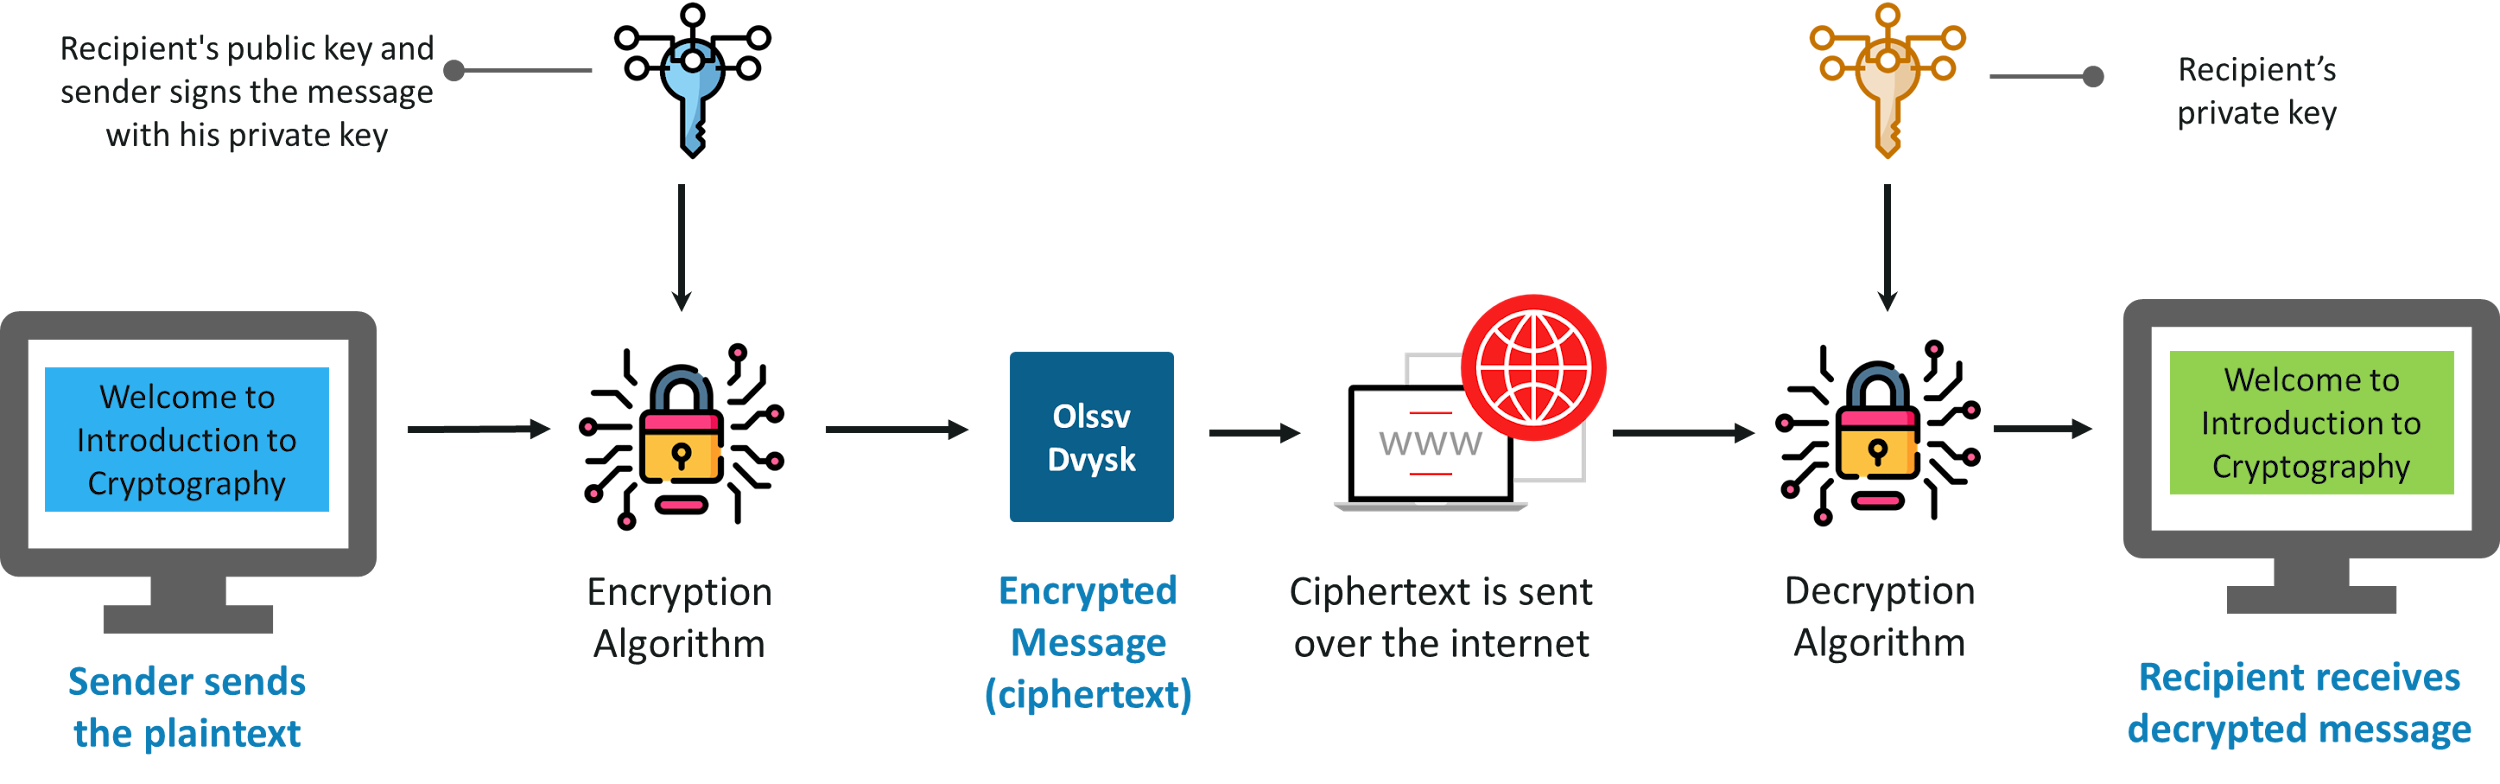 Recipient's public key and
sender signs the message
with his private key
Recipient’s
private key
Welcome to
Introduction to
Cryptography
Olssv
Dvysk
WWW
Welcome to
Introduction to
Cryptography
Encryption
Algorithm
Encrypted
Message
(ciphertext)
Ciphertext is sent
over the internet
Decryption
Algorithm
Sender sends
the plaintext
Recipient receives
decrypted message